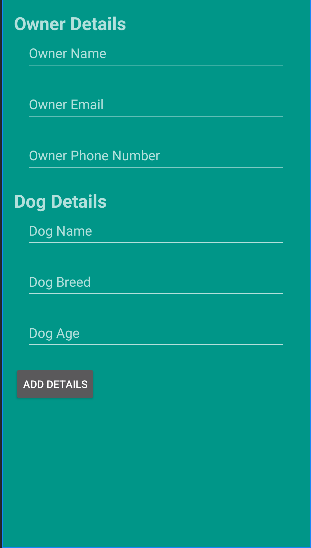 Owner Details
Owner Name
Owner Email
Owner Phone Number
Dog Details
Dog Name
Dog Breed
Dog Age
ADD DETAILS